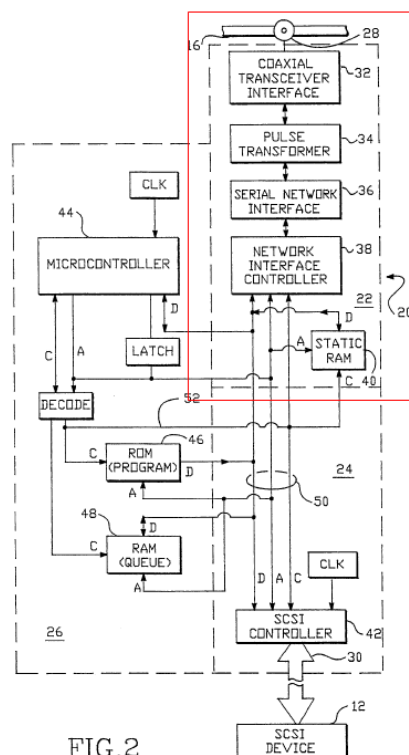 16
28
COAXIAL
TRANSCEIVER
INTERFACE
32
PULSE
TRANSFORMER
34
CLK
SERIAL NETWORK
INTERFACE
36
44
MICROCONTROLLER
NETWORK
INTERFACE
CONTROLLER
38
22
20
D
D
LATCH
A
STATIC
RAM
40
C
A
C
DECODE
52
ROM
(PROGRAM)
46
C
D
24
A
50
48
D
RAM
(QUEUE)
C
A
D
A
C
CLK
SCSI
CONTROLLER
42
26
30
12
SCSI
DEVICE
FIG.2